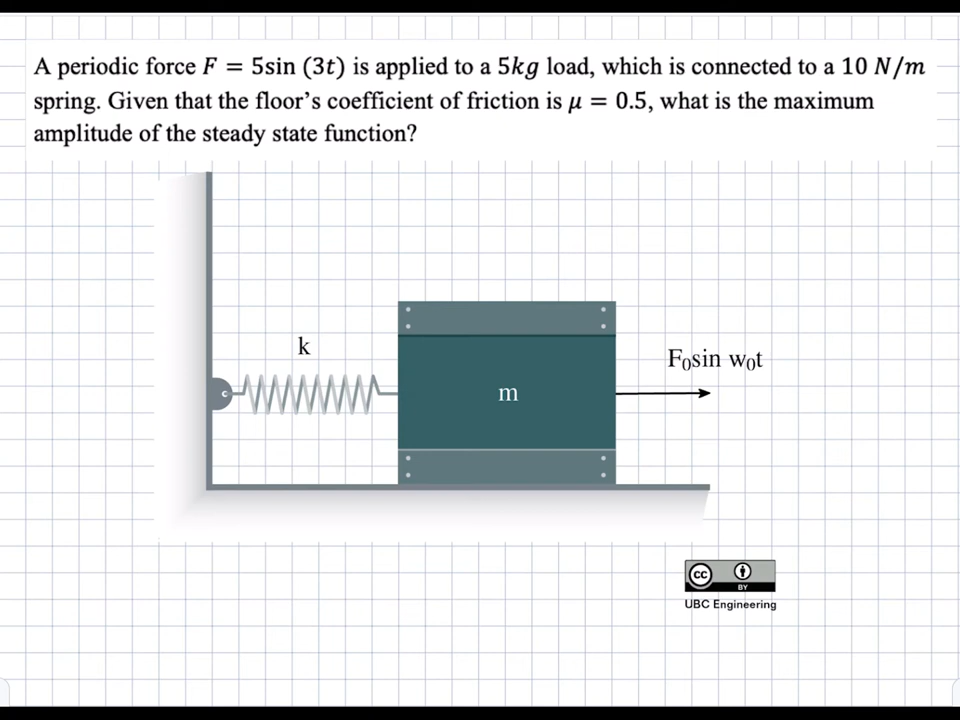 A periodic force F = 5sin (3t) is applied to a 5kg load, which is connected to a 10 N/m
spring. Given that the floor's coefficient of friction is μ = 0.5, what is the maximum
amplitude of the steady state function?
k
F₀sin w₀t
c
m
cc
BY
UBC Engineering